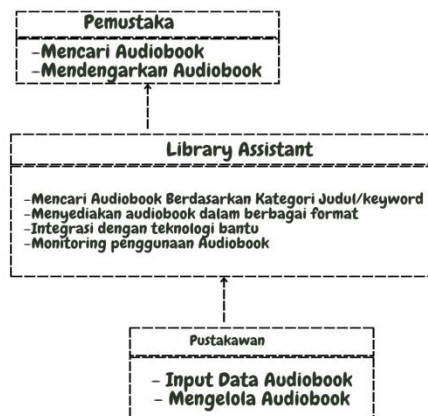 Pemustaka
-Mencari Audiobook
-Mendengarkan Audiobook
Library Assistant
-Mencari Audiobook Berdasarkan Kategori Judul/keyword
-Menyediakan audiobook dalam berbagai format
-Integrasi dengan teknologi bantu
-Monitoring penggunaan Audiobook
Pustakawan
- Input Data Audiobook
- Mengelola Audiobook